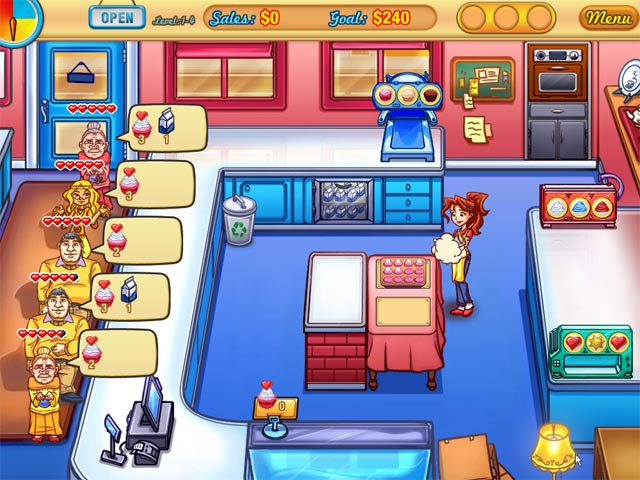 OPEN
Level:1-4
Sales: $0
Goal: $240
Menu
3 1
3
2
3 1
2
0